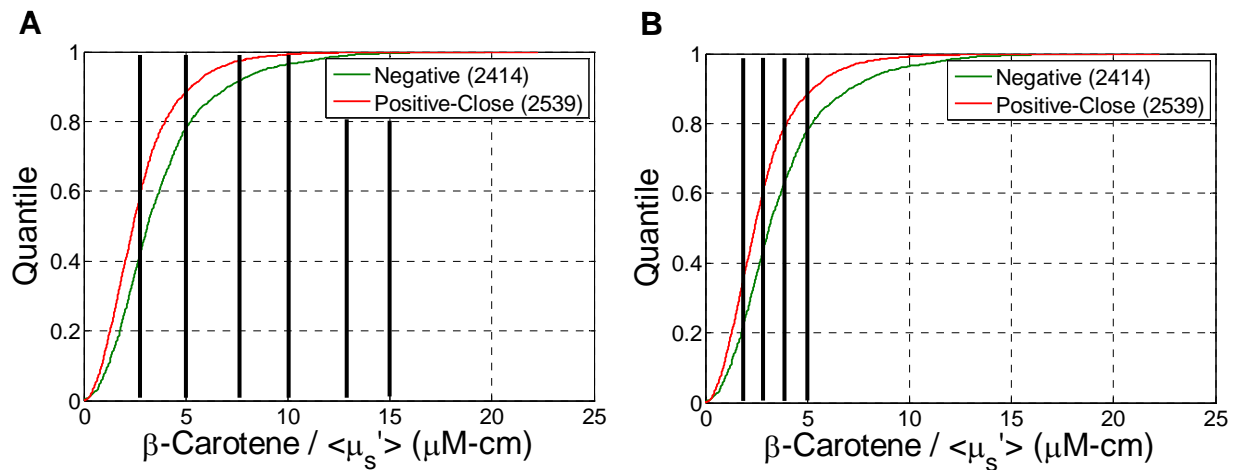 A
1
0.8
0.6
0.4
0.2
0
Quantile
Negative (2414)
Positive-Close (2539)
0 5 10 15 20 25
β-Carotene / <μs'> (μM-cm)
B
1
0.8
0.6
0.4
0.2
0
Quantile
Negative (2414)
Positive-Close (2539)
0 5 10 15 20 25
β-Carotene / <μs'> (μM-cm)